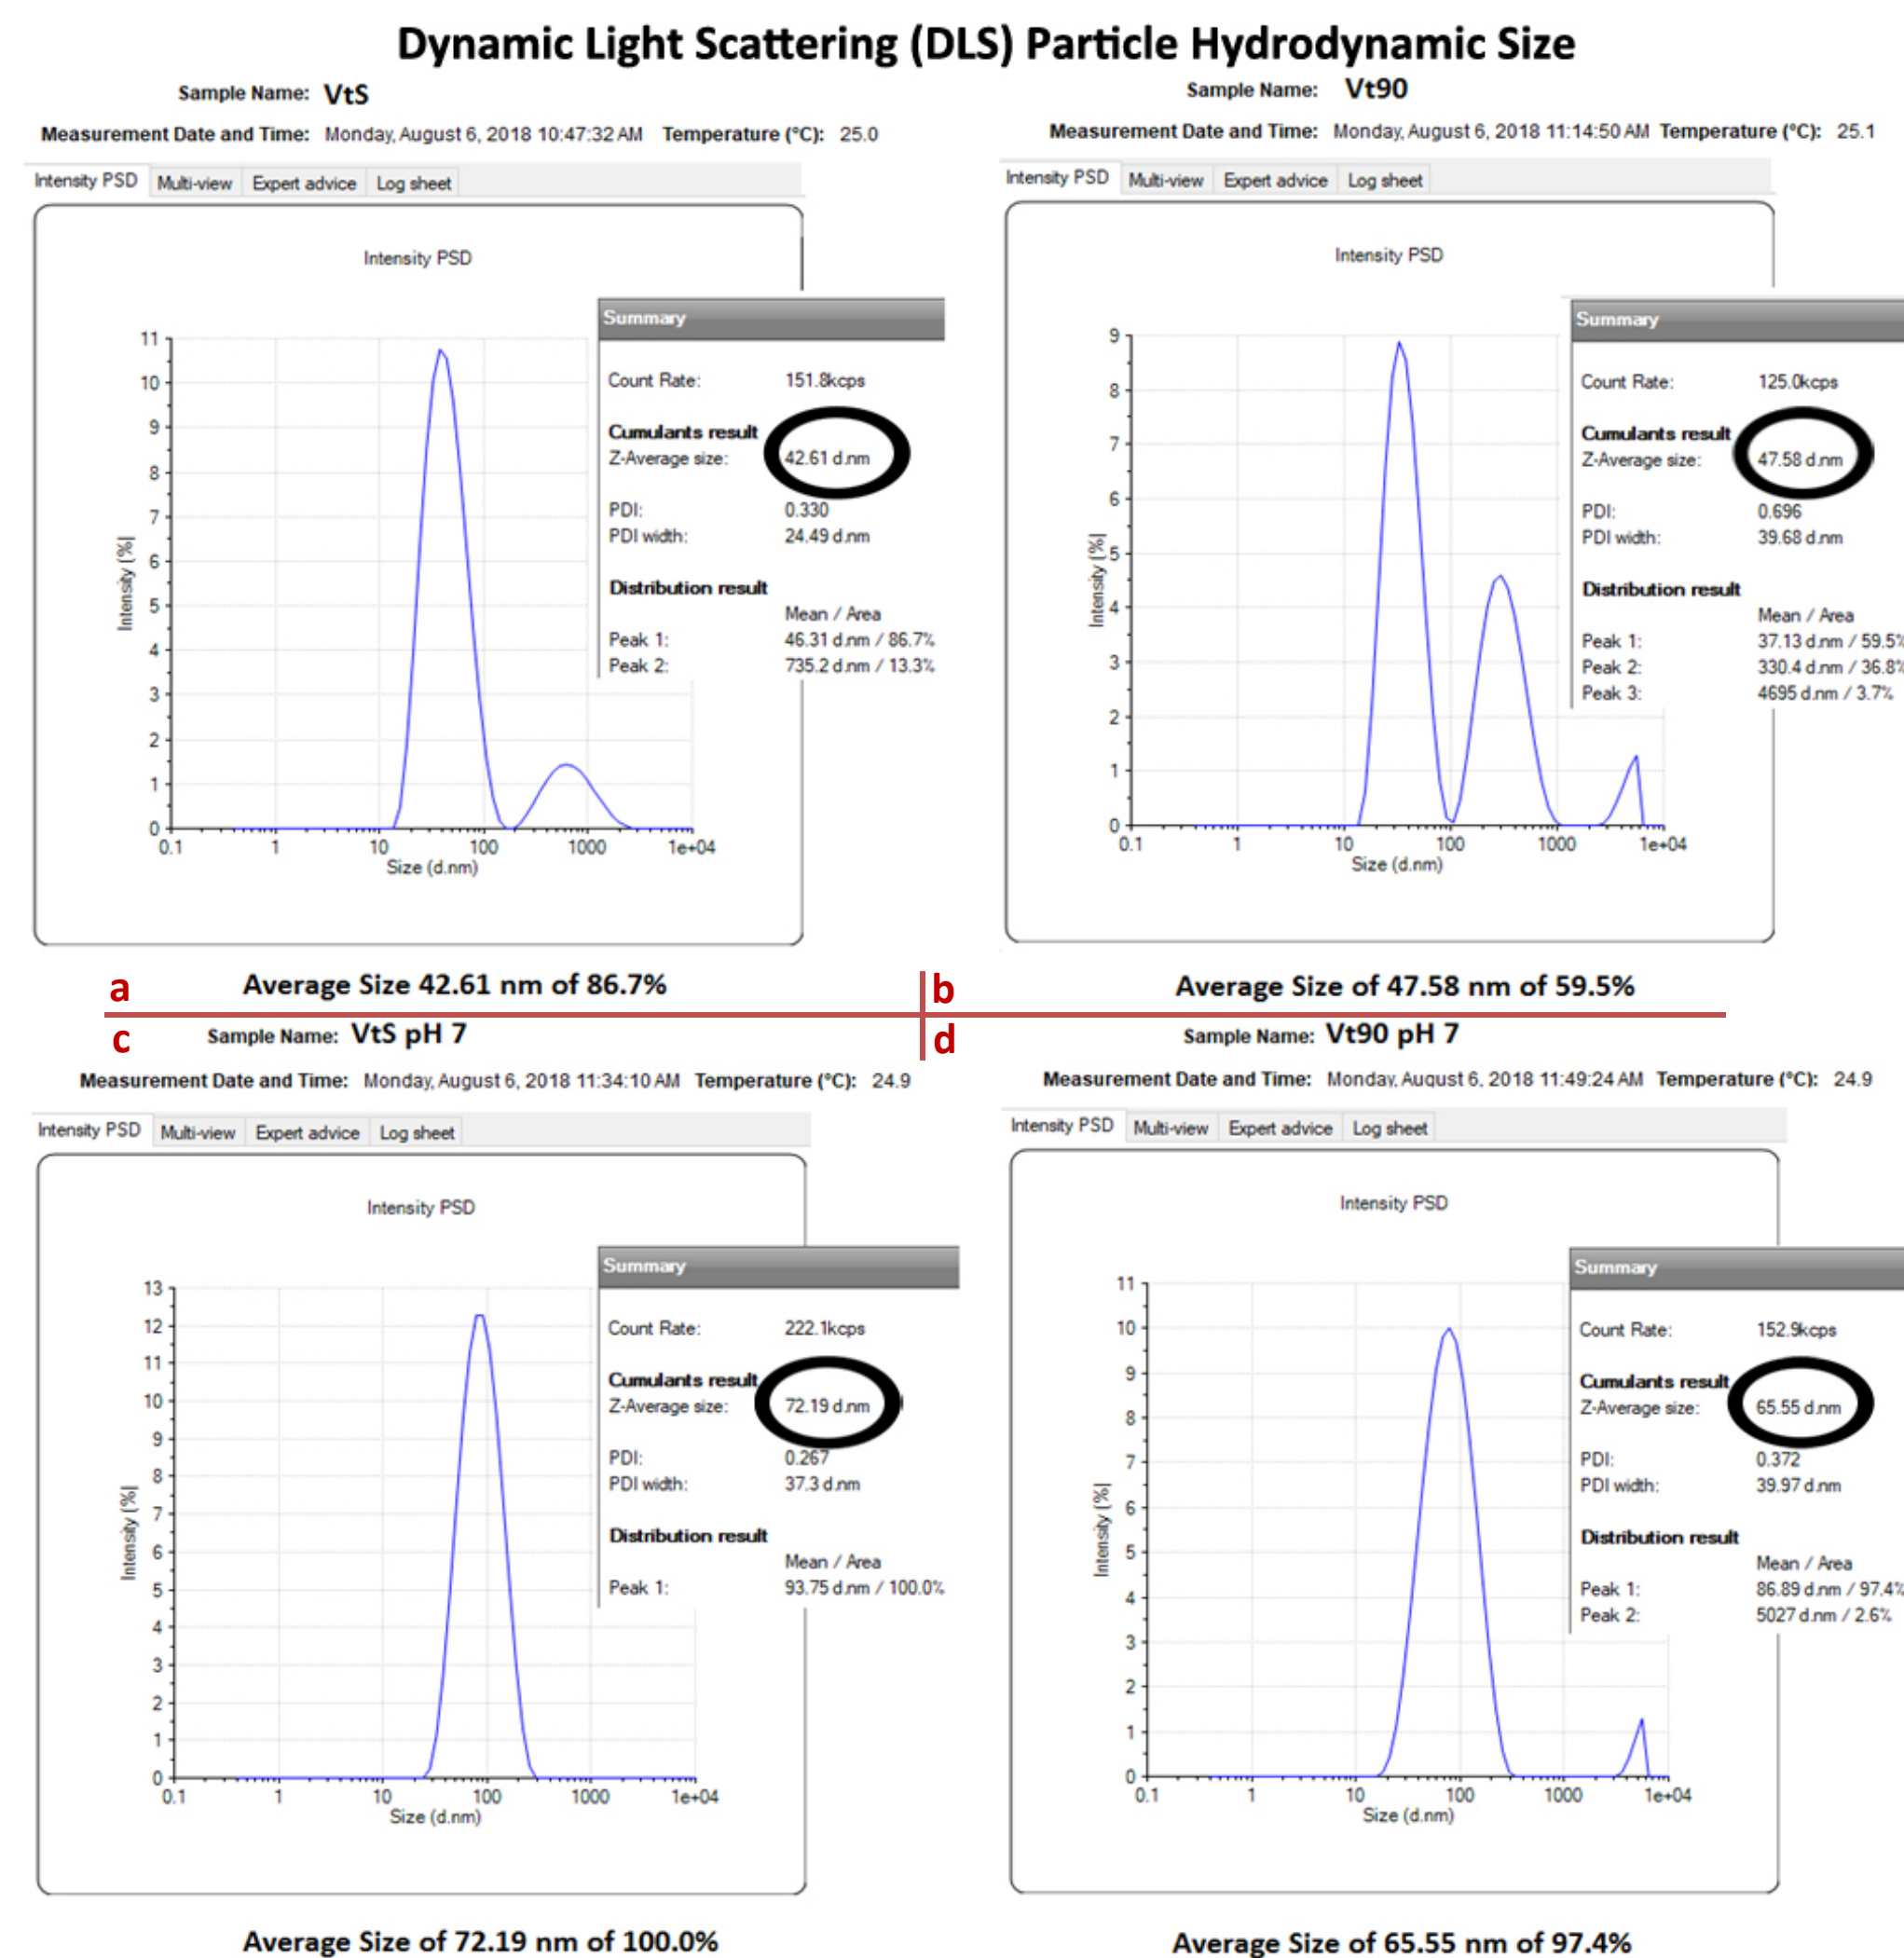 Dynamic Light Scattering (DLS) Particle Hydrodynamic Size
Sample Name: VtS
Measurement Date and Time: Monday, August 6, 2018 10:47:32 AM Temperature (°C): 25.0
Intensity PSD Multi-view Expert advice Log sheet
Intensity PSD
Summary
Count Rate: 151.8kcps
Cumulants result
Z-Average size: 42.61 d.nm
PDI: 0.330
PDI width: 24.49 d.nm
Distribution result
Mean / Area
Peak 1: 46.31 d.nm / 86.7%
Peak 2: 735.2 d.nm / 13.3%
Intensity [%]
11
10
9
8
7
6
5
4
3
2
1
0
0.1 1 10 100 1000 1e+04
Size (d.nm)
Average Size 42.61 nm of 86.7%
a
Sample Name: Vt90
Measurement Date and Time: Monday, August 6, 2018 11:14:50 AM Temperature (°C): 25.1
Intensity PSD Multi-view Expert advice Log sheet
Intensity PSD
Summary
Count Rate: 125.0kcps
Cumulants result
Z-Average size: 47.58 d.nm
PDI: 0.696
PDI width: 39.68 d.nm
Distribution result
Mean / Area
Peak 1: 37.13 d.nm / 59.5%
Peak 2: 330.4 d.nm / 36.8%
Peak 3: 4695 d.nm / 3.7%
Intensity [%]
9
8
7
6
5
4
3
2
1
0
0.1 1 10 100 1000 1e+04
Size (d.nm)
b
Average Size of 47.58 nm of 59.5%
c
Sample Name: VtS pH 7
Measurement Date and Time: Monday, August 6, 2018 11:34:10 AM Temperature (°C): 24.9
Intensity PSD Multi-view Expert advice Log sheet
Intensity PSD
Summary
Count Rate: 222.1kcps
Cumulants result
Z-Average size: 72.19 d.nm
PDI: 0.267
PDI width: 37.3 d.nm
Distribution result
Mean / Area
Peak 1: 93.75 d.nm / 100.0%
Intensity [%]
13
12
11
10
9
8
7
6
5
4
3
2
1
0
0.1 1 10 100 1000 1e+04
Size (d.nm)
Average Size of 72.19 nm of 100.0%
d
Sample Name: Vt90 pH 7
Measurement Date and Time: Monday, August 6, 2018 11:49:24 AM Temperature (°C): 24.9
Intensity PSD Multi-view Expert advice Log sheet
Intensity PSD
Summary
Count Rate: 152.9kcps
Cumulants result
Z-Average size: 65.55 d.nm
PDI: 0.372
PDI width: 39.97 d.nm
Distribution result
Mean / Area
Peak 1: 86.89 d.nm / 97.4%
Peak 2: 5027 d.nm / 2.6%
Intensity [%]
11
10
9
8
7
6
5
4
3
2
1
0
0.1 1 10 100 1000 1e+04
Size (d.nm)
Average Size of 65.55 nm of 97.4%